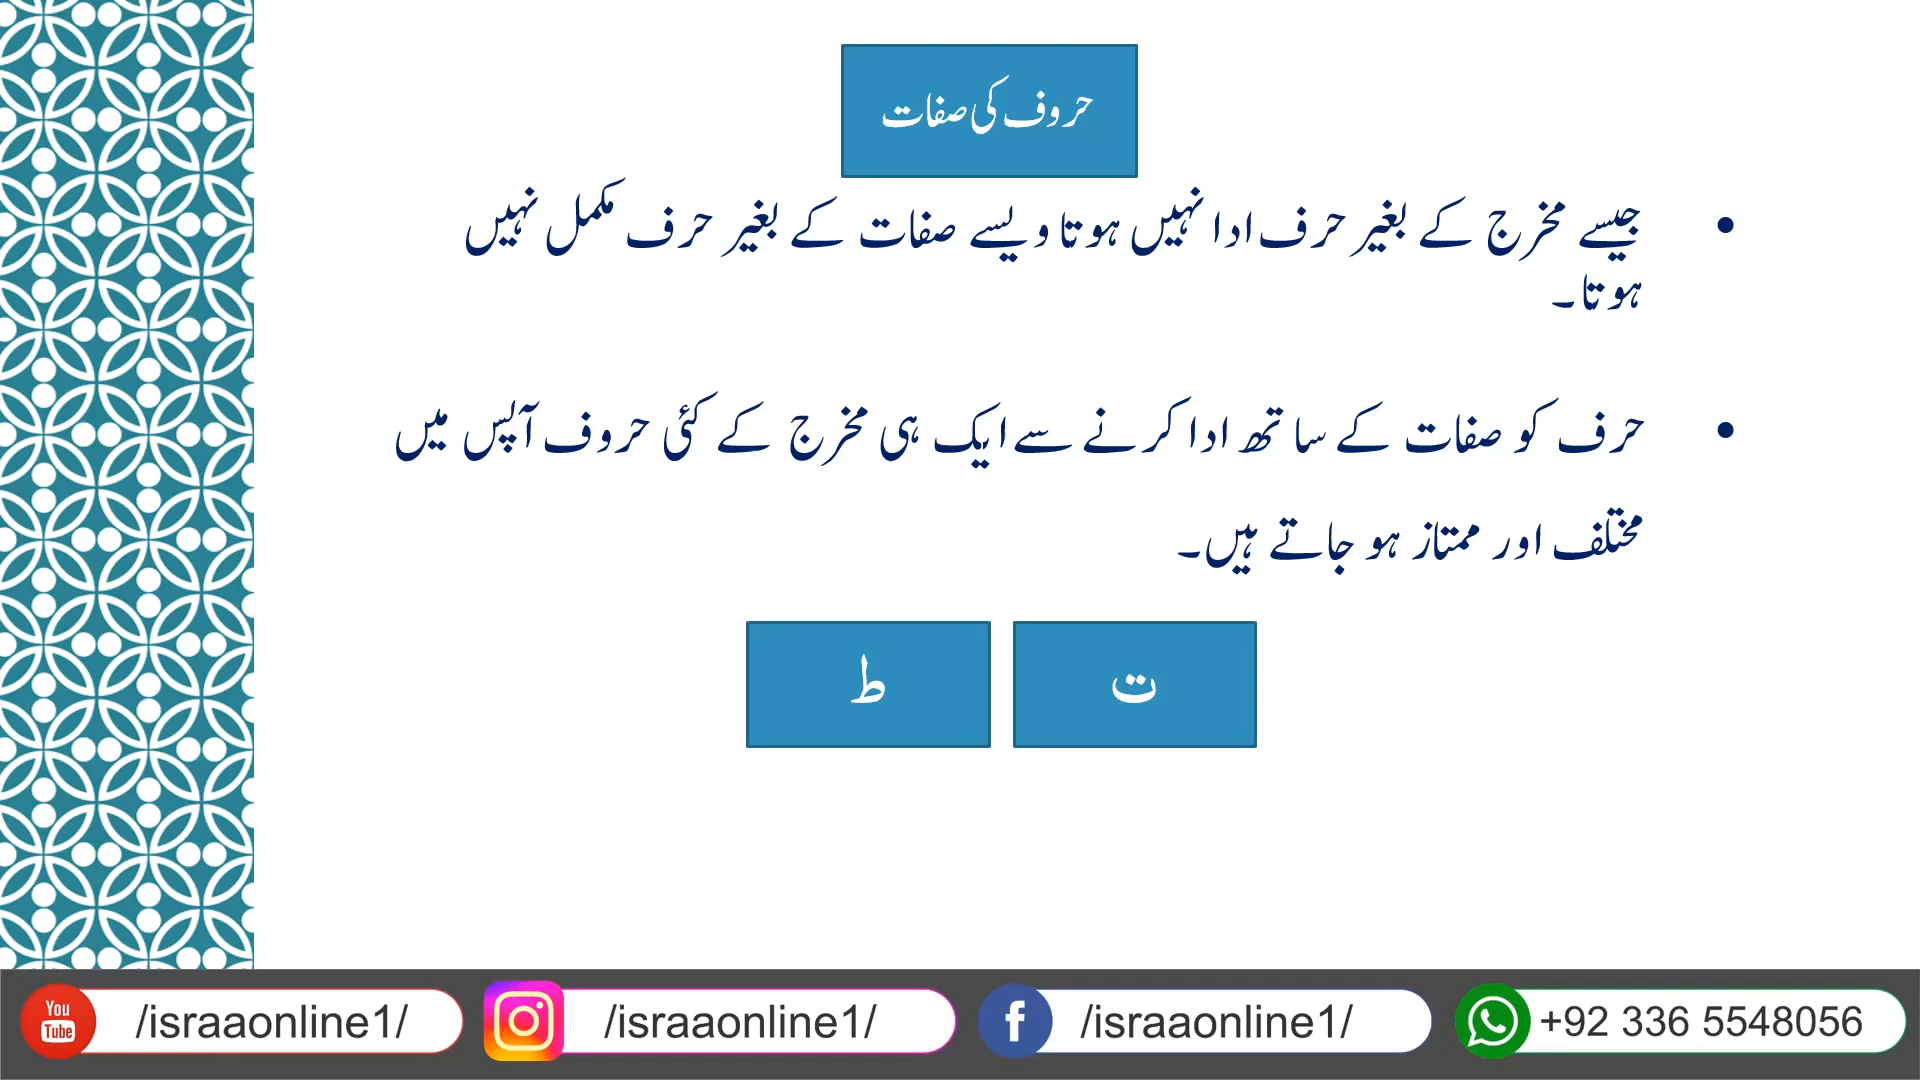 حروف کی صفات
• جیسے مخرج کے بغیر حرف ادا نہیں ہوتا ویسے صفات کے بغیر حرف مکمل نہیں
ہوتا۔
• حرف کو صفات کے ساتھ ادا کرنے سے ایک ہی مخرج کے کئی حروف آپس میں
مختلف اور ممتاز ہو جاتے ہیں۔
ت
ط
You Tube /israaonline1/
/israaonline1/
f /israaonline1/
+92 336 5548056